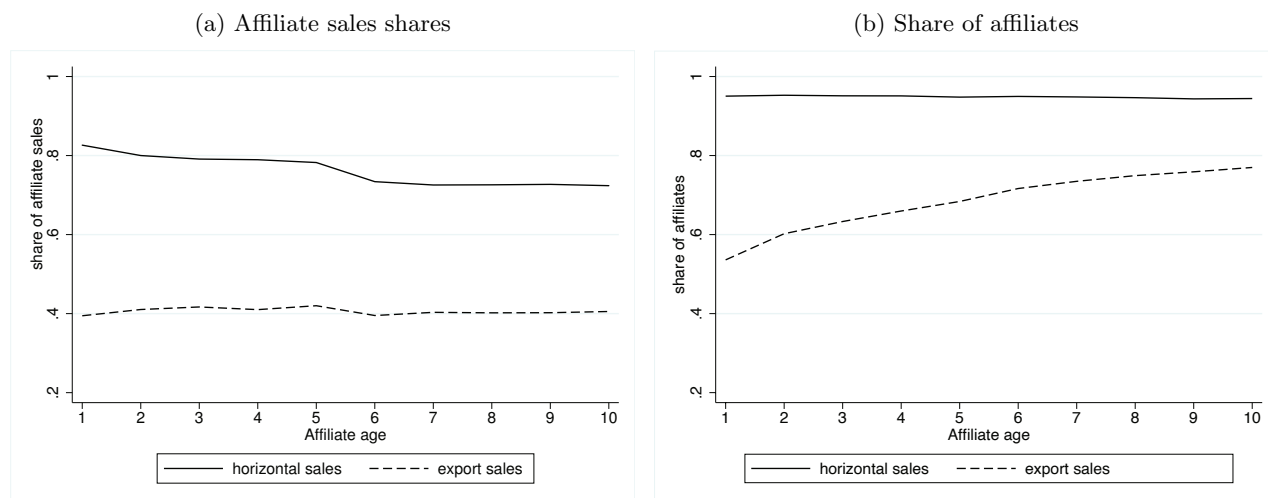 (a) Affiliate sales shares
share of affiliate sales
1
.8
.6
.4
.2
1 2 3 4 5 6 7 8 9 10
Affiliate age
horizontal sales export sales
(b) Share of affiliates
share of affiliates
1
.8
.6
.4
.2
1 2 3 4 5 6 7 8 9 10
Affiliate age
horizontal sales export sales